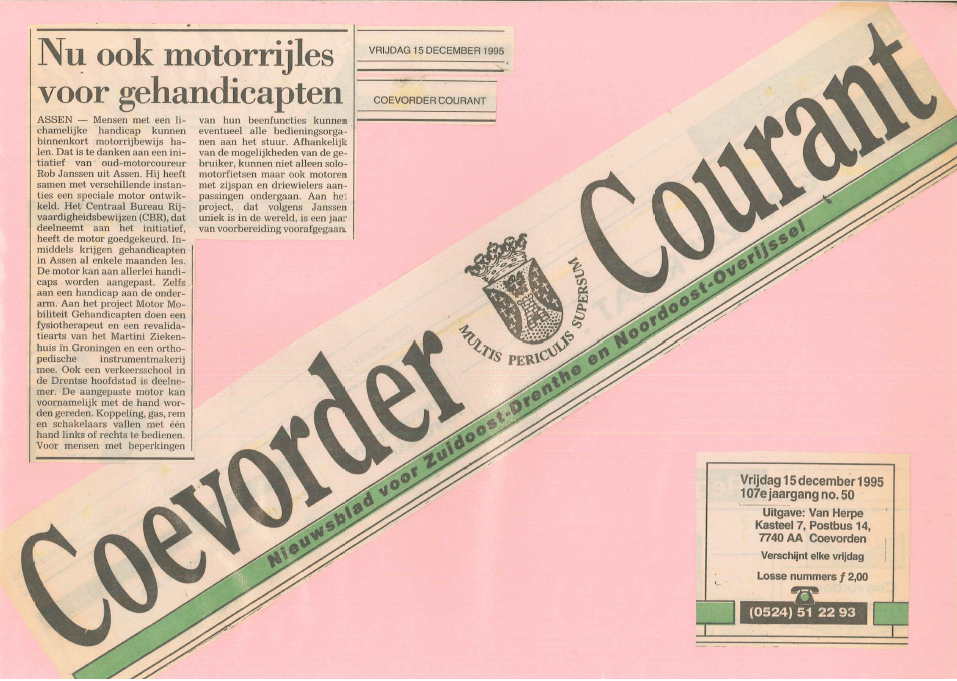 Nu ook motorrijles
voor gehandicapten
ASSEN — Mensen met een li-
chamelijke handicap kunnen
binnenkort motorrijbewijs ha-
len. Dat is te danken aan een ini-
tiatief van oud-motorcoureur
Rob Janssen uit Assen. Hij heeft
samen met verschillende instan-
ties een speciale motor ontwik-
keld. Het Centraal Bureau Rij-
vaardigheidsbewijzen (CBR), dat
deelneemt aan het initiatief,
heeft de motor goedgekeurd. In-
middels krijgen gehandicapten
in Assen al enkele maanden les.
De motor kan aan allerlei handi-
caps worden aangepast. Zelfs
aan een handicap aan de onder-
arm. Aan het project Motor Mo-
biliteit Gehandicapten doen een
fysiotherapeut en een revalida-
tiearts van het Martini Zieken-
huis in Groningen en een ortho-
pedische instrumentmakerij
mee. Ook een verkeersschool in
de Drentse hoofdstad is deelne-
mer. De aangepaste motor kan
voornamelijk met de hand wor-
den gereden. Koppeling, gas, rem
en schakelaars vallen met één
hand links of rechts te bedienen.
Voor mensen met beperkingen
van hun beenfuncties kunnen
eventueel alle bedieningsorga-
nen aan het stuur. Afhankelijk
van de mogelijkheden van de ge-
bruiker, kunnen niet alleen solo-
motorfietsen maar ook motoren
met zijspan en driewielers aan-
passingen ondergaan. Aan het
project, dat volgens Janssen
uniek is in de wereld, is een jaar
van voorbereiding voorafgegaan.
VRIJDAG 15 DECEMBER 1995
COEVORDER COURANT
Coevorder Courant
MULTIS PERICULIS SUPERSUM
Nieuwsblad voor Zuidoost-Drenthe en Noordoost-Overijssel
Vrijdag 15 december 1995
107e jaargang no. 50
Uitgave: Van Herpe
Kasteel 7, Postbus 14,
7740 AA Coevorden
Verschijnt elke vrijdag
Losse nummers ƒ 2,00
(0524) 51 22 93